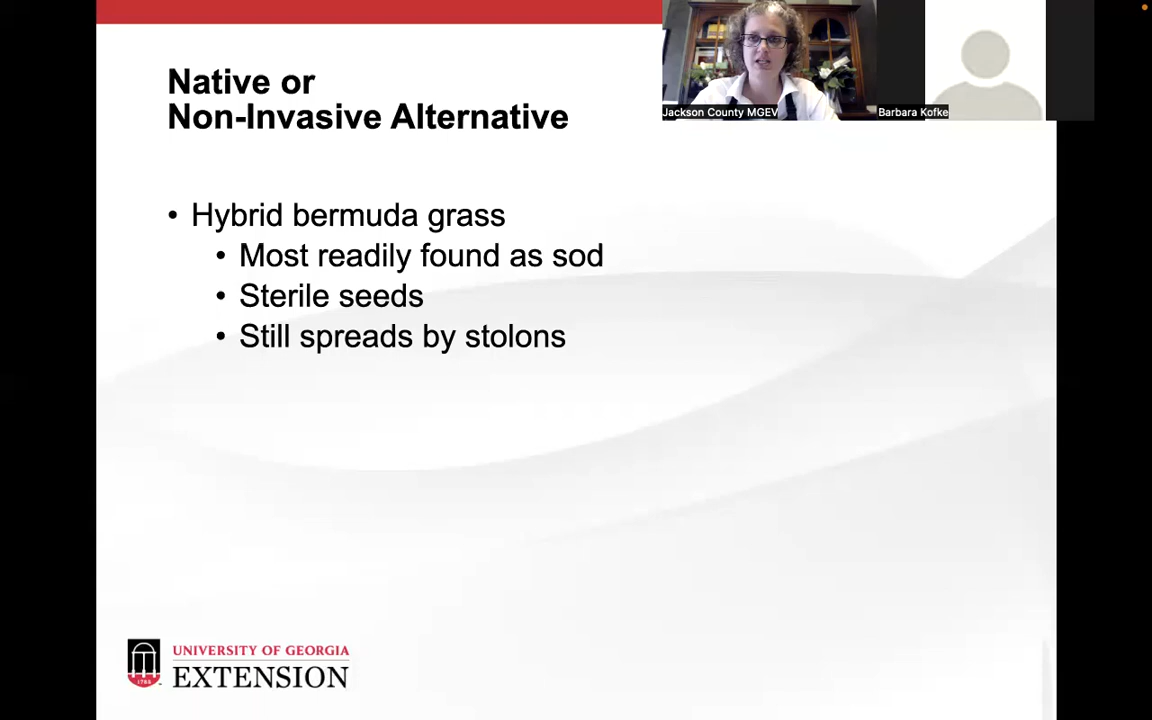 Native or
Non-Invasive Alternative
Jackson County MGEV
Barbara Kofke
• Hybrid bermuda grass
• Most readily found as sod
• Sterile seeds
• Still spreads by stolons
1785
UNIVERSITY OF GEORGIA
EXTENSION